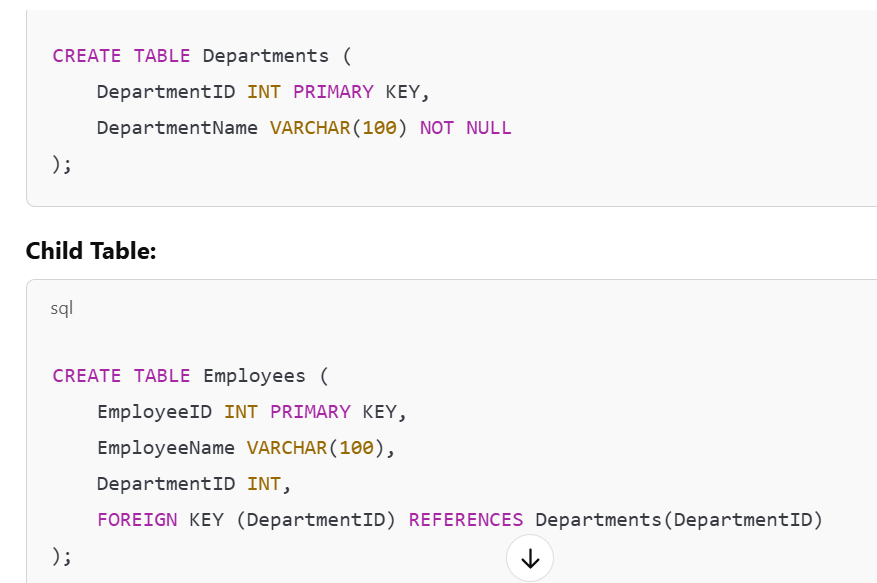 CREATE TABLE Departments (
    DepartmentID INT PRIMARY KEY,
    DepartmentName VARCHAR(100) NOT NULL
);
Child Table:
sql
CREATE TABLE Employees (
    EmployeeID INT PRIMARY KEY,
    EmployeeName VARCHAR(100),
    DepartmentID INT,
    FOREIGN KEY (DepartmentID) REFERENCES Departments(DepartmentID)
);